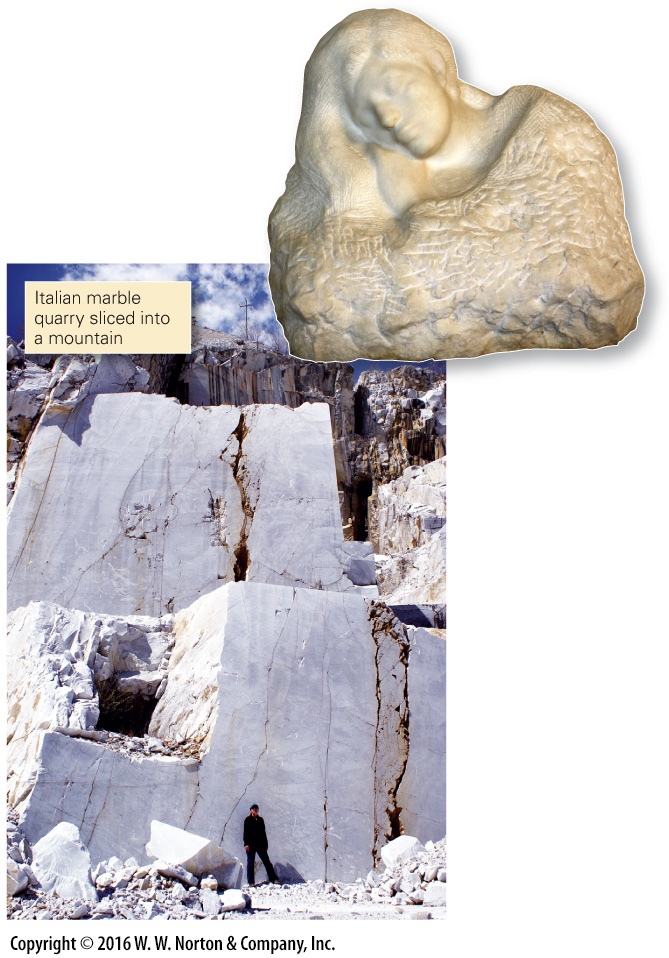 Italian marble
quarry sliced into
a mountain
Copyright © 2016 W. W. Norton & Company, Inc.